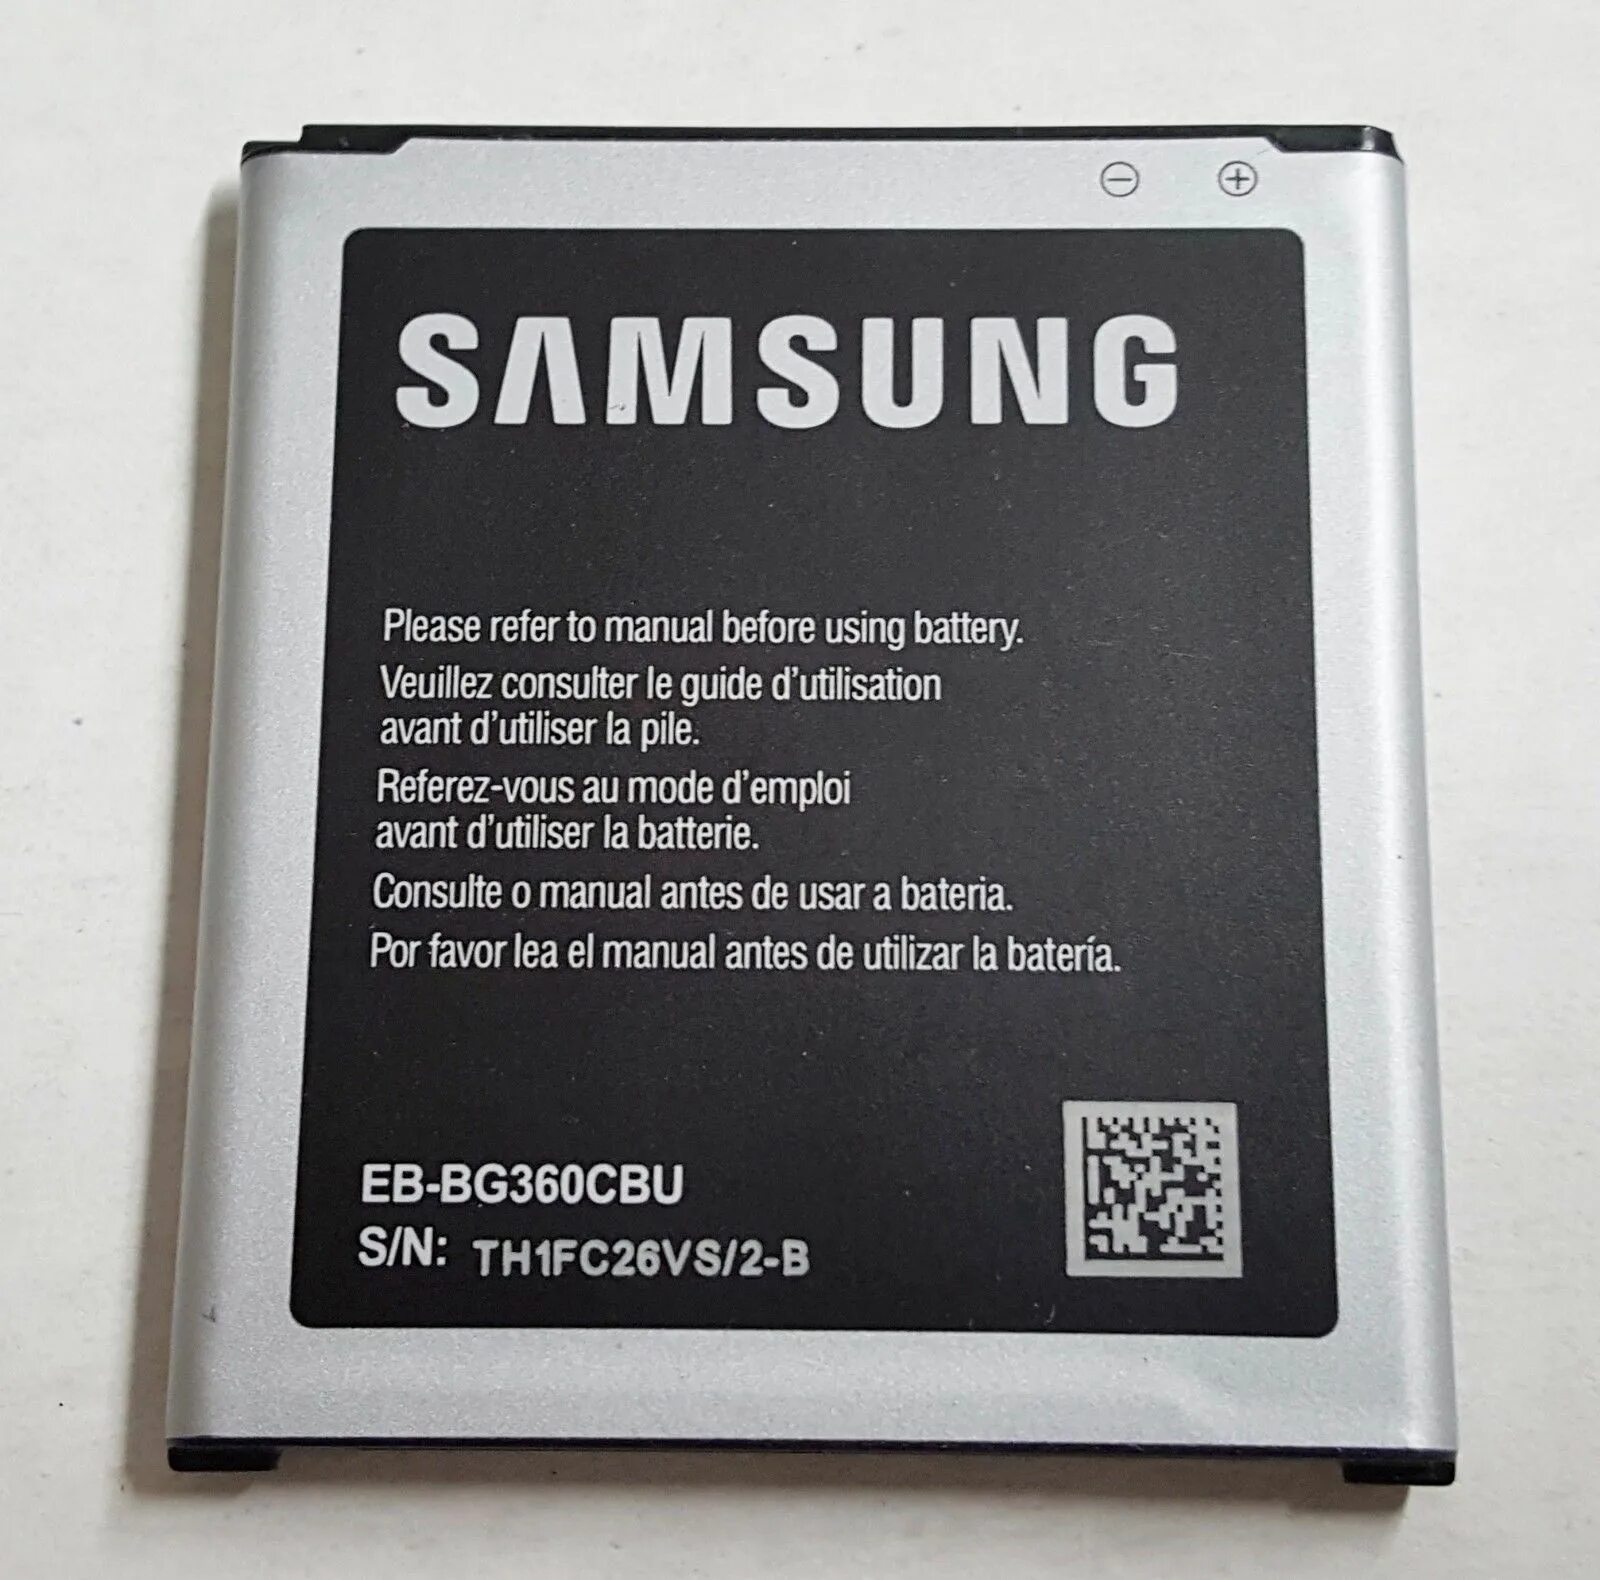 SAMSUNG
Please refer to manual before using battery.
Veuillez consulter le guide d'utilisation
avant d'utiliser la pile.
Referez-vous au mode d'emploi
avant d'utiliser la batterie.
Consulte o manual antes de usar a bateria.
Por favor lea el manual antes de utilizar la batería.
EB-BG360CBU
S/N: TH1FC26VS/2-B